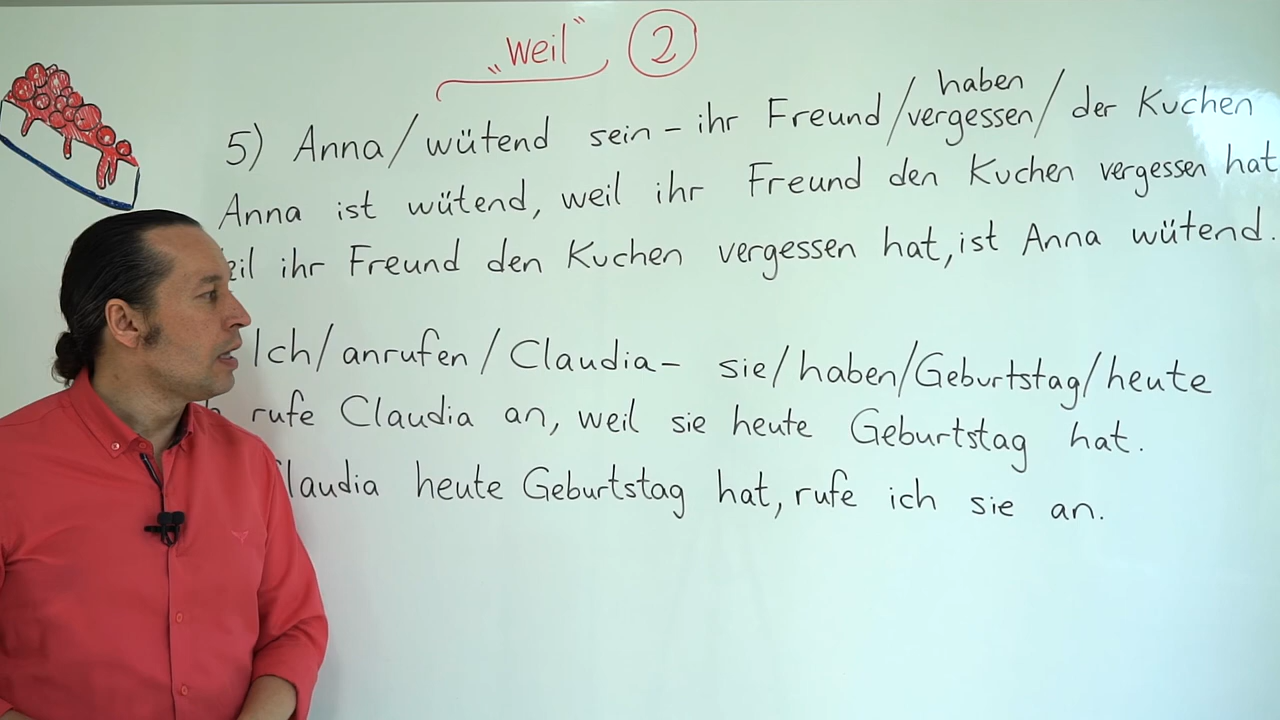 „weil“ 2
5) Anna/wütend sein – ihr Freund/vergessen/der Kuchen
haben
Anna ist wütend, weil ihr Freund den Kuchen vergessen hat
eil ihr Freund den Kuchen vergessen hat, ist Anna wütend.
Ich/anrufen/Claudia – sie/haben/Geburtstag/heute
rufe Claudia an, weil sie heute Geburtstag hat.
laudia heute Geburtstag hat, rufe ich sie an.